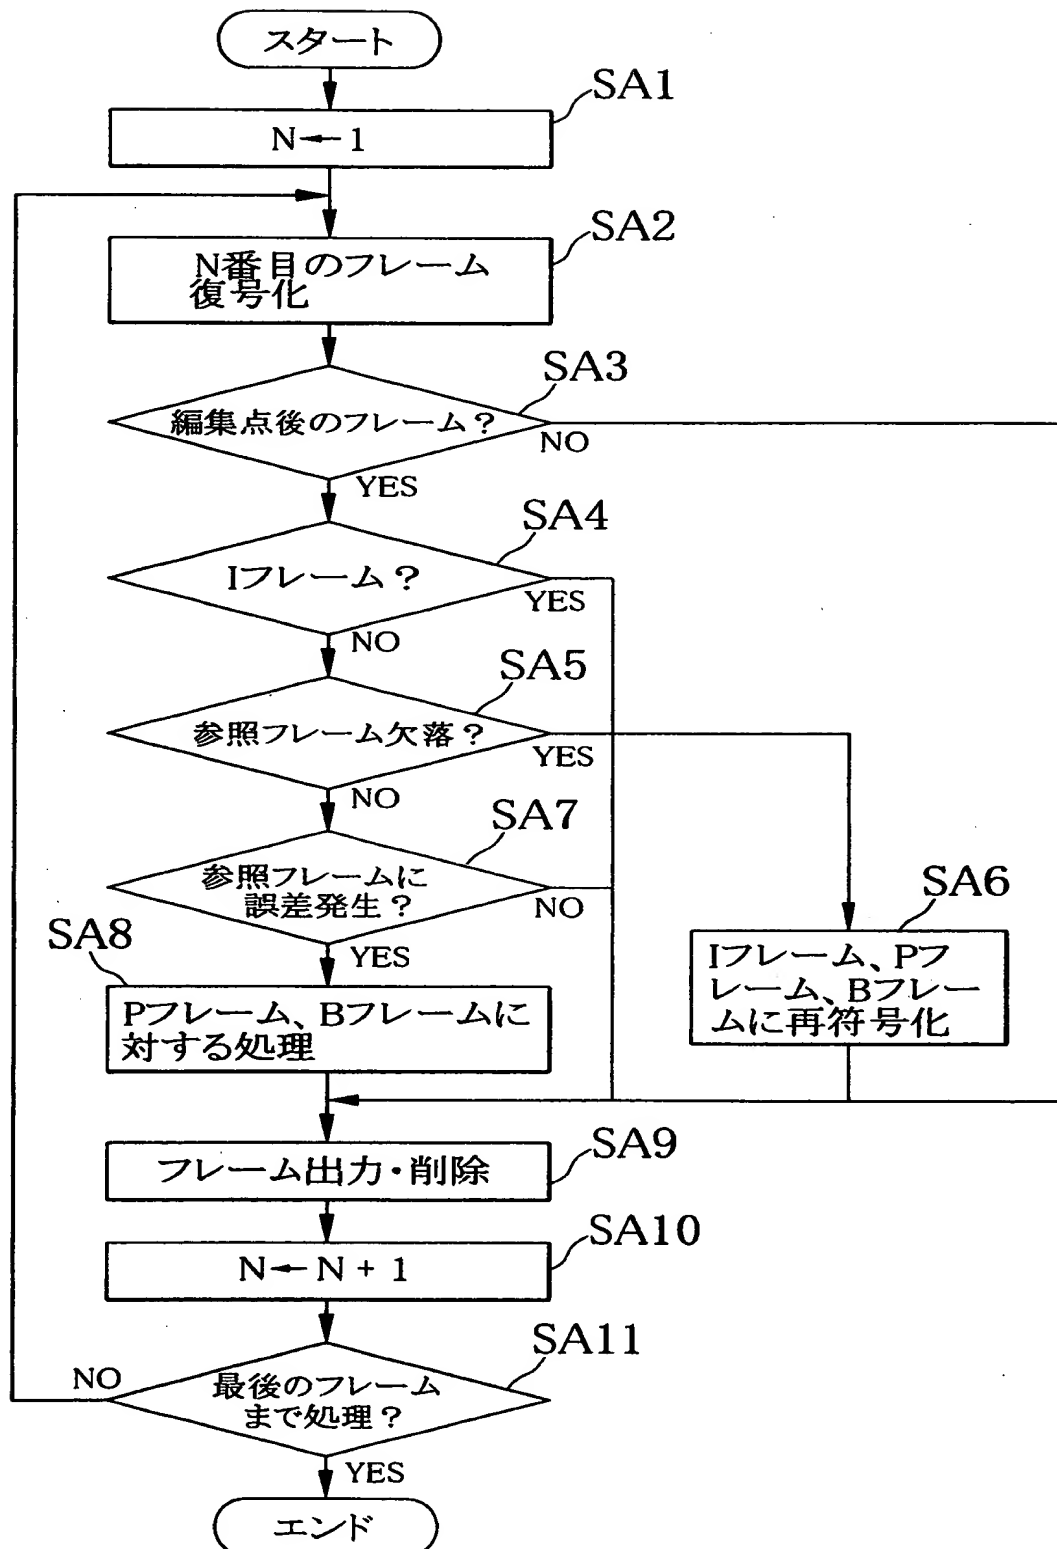 スタート
SA1
N←1
SA2
N番目のフレーム
復号化
SA3
編集点後のフレーム？
NO
YES
SA4
Iフレーム？
YES
NO
SA5
参照フレーム欠落？
YES
NO
SA7
参照フレームに
誤差発生？
NO
YES
SA6
Iフレーム、Pフ
レーム、Bフレー
ムに再符号化
SA8
Pフレーム、Bフレームに
対する処理
SA9
フレーム出力・削除
SA10
N←N + 1
SA11
最後のフレーム
まで処理？
NO
YES
エンド